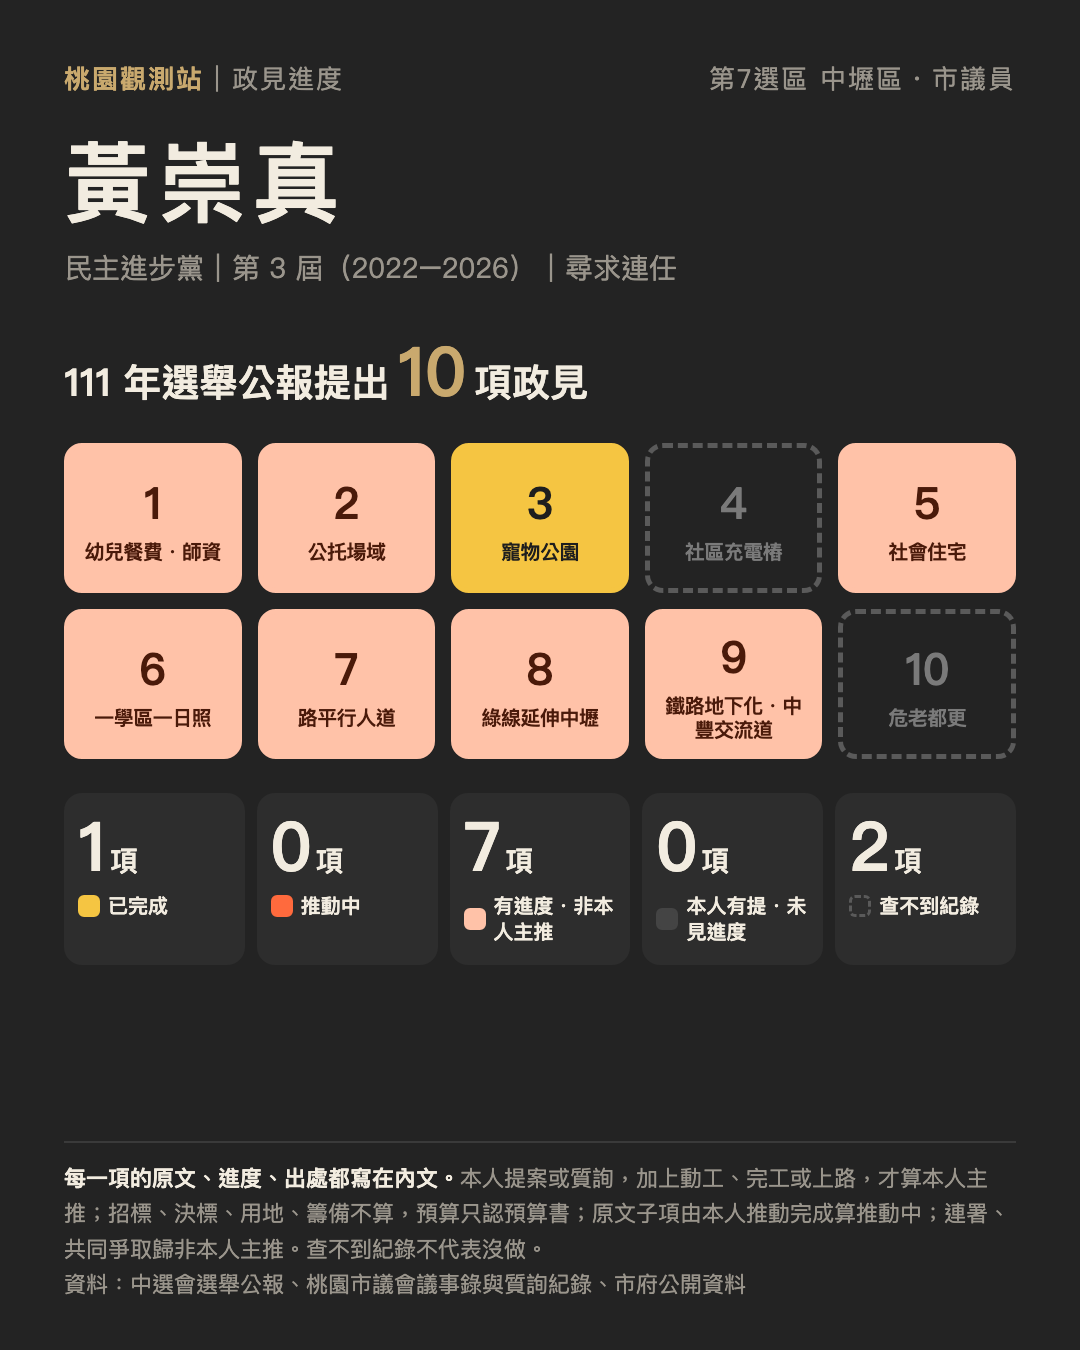 桃園觀測站｜政見進度
第7選區 中壢區．市議員
黃崇真
民主進步黨｜第 3 屆（2022–2026）｜尋求連任
111 年選舉公報提出 10 項政見
1
幼兒餐費．師資
2
公托場域
3
寵物公園
4
社區充電樁
5
社會住宅
6
一學區一日照
7
路平行人道
8
綠線延伸中壢
9
鐵路地下化．中
豐交流道
10
危老都更
1項
已完成
0項
推動中
7項
有進度．非本
人主推
0項
本人有提．未
見進度
2項
查不到紀錄
每一項的原文、進度、出處都寫在內文。本人提案或質詢，加上動工、完工或上路，才算本人主
推；招標、決標、用地、籌備不算，預算只認預算書；原文子項由本人推動完成算推動中；連署、
共同爭取歸非本人主推。查不到紀錄不代表沒做。
資料：中選會選舉公報、桃園市議會議事錄與質詢紀錄、市府公開資料